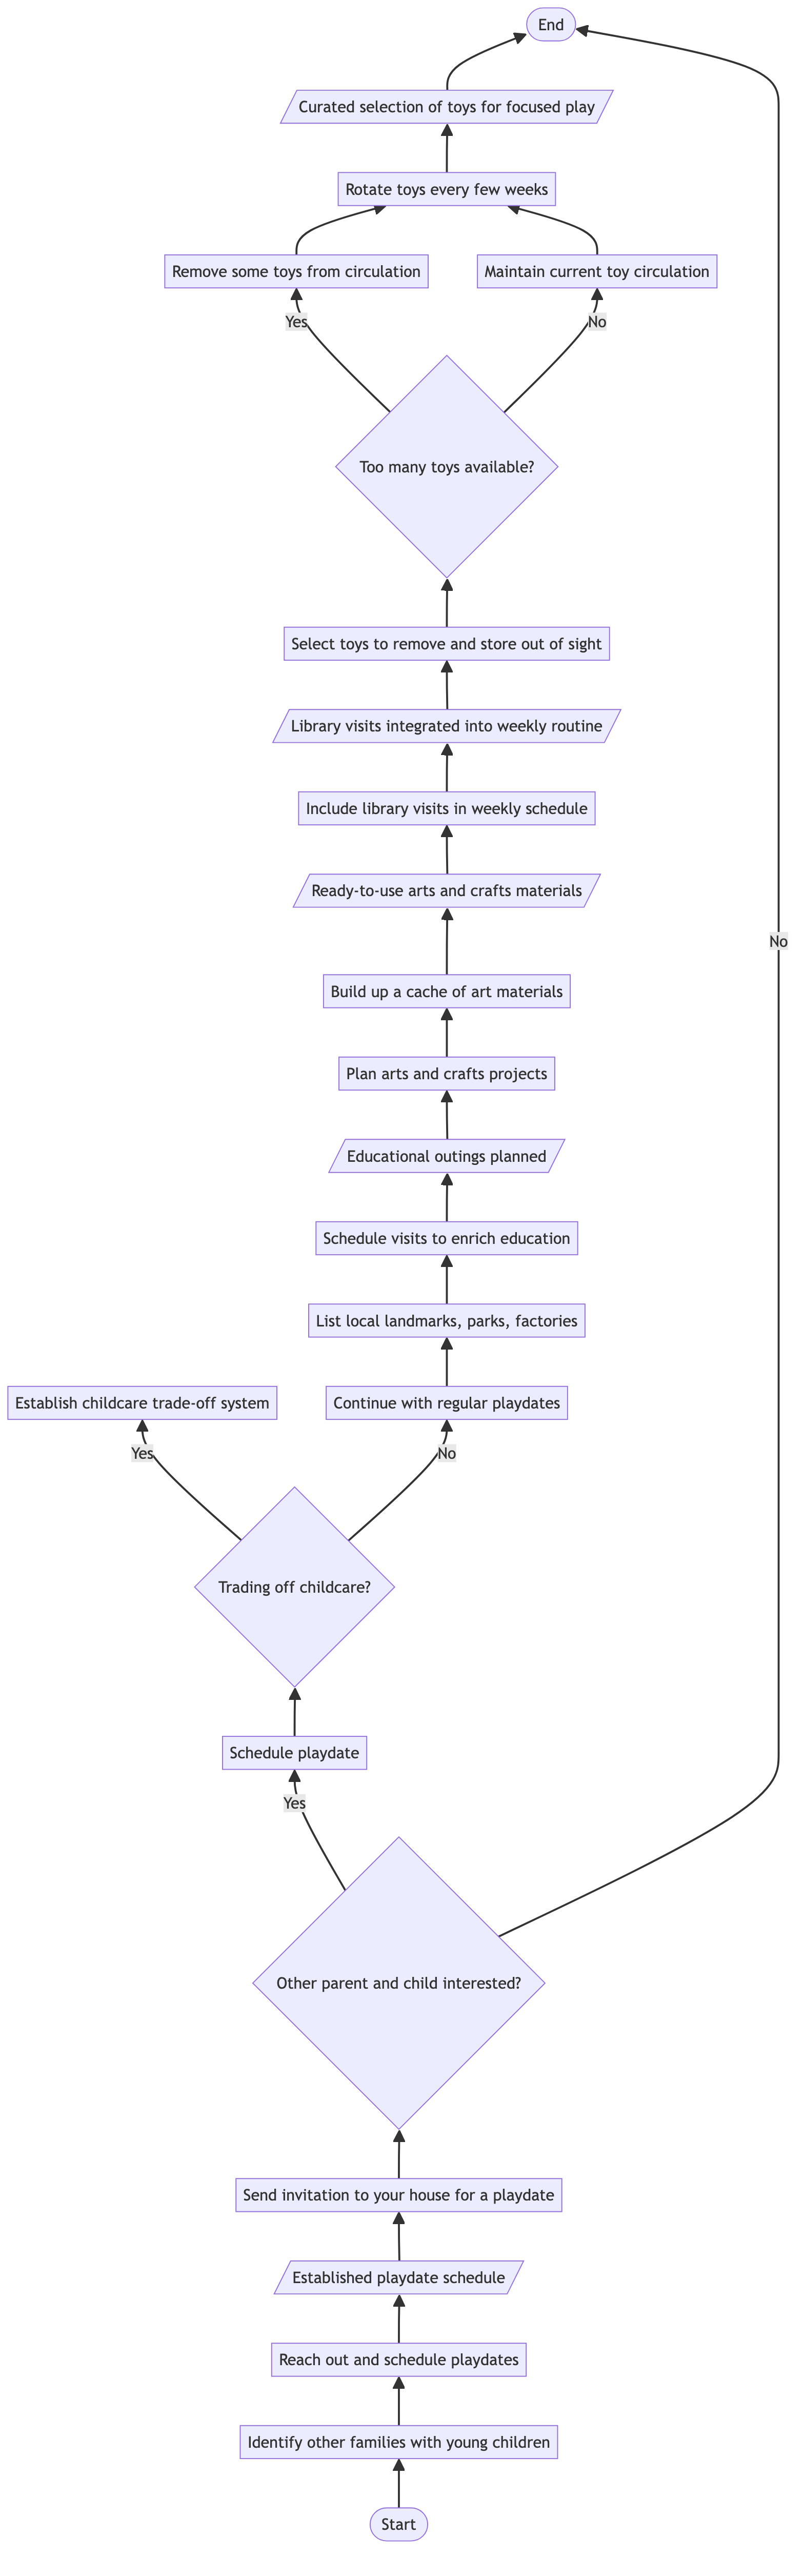 End
Curated selection of toys for focused play
Rotate toys every few weeks
Remove some toys from circulation
Maintain current toy circulation
Yes
No
Too many toys available?
Select toys to remove and store out of sight
Library visits integrated into weekly routine
Include library visits in weekly schedule
Ready-to-use arts and crafts materials
No
Build up a cache of art materials
Plan arts and crafts projects
Educational outings planned
Schedule visits to enrich education
List local landmarks, parks, factories
Establish childcare trade-off system
Continue with regular playdates
Yes
No
Trading off childcare?
Schedule playdate
Yes
Other parent and child interested?
Send invitation to your house for a playdate
Established playdate schedule
Reach out and schedule playdates
Identify other families with young children
Start